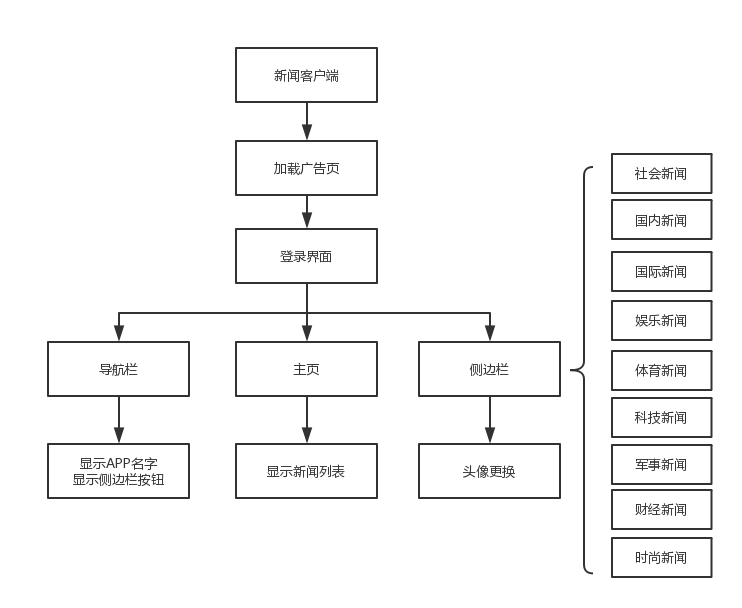 新闻客户端
加载广告页
登录界面
导航栏
主页
侧边栏
显示APP名字
显示侧边栏按钮
显示新闻列表
头像更换
社会新闻
国内新闻
国际新闻
娱乐新闻
体育新闻
科技新闻
军事新闻
财经新闻
时尚新闻